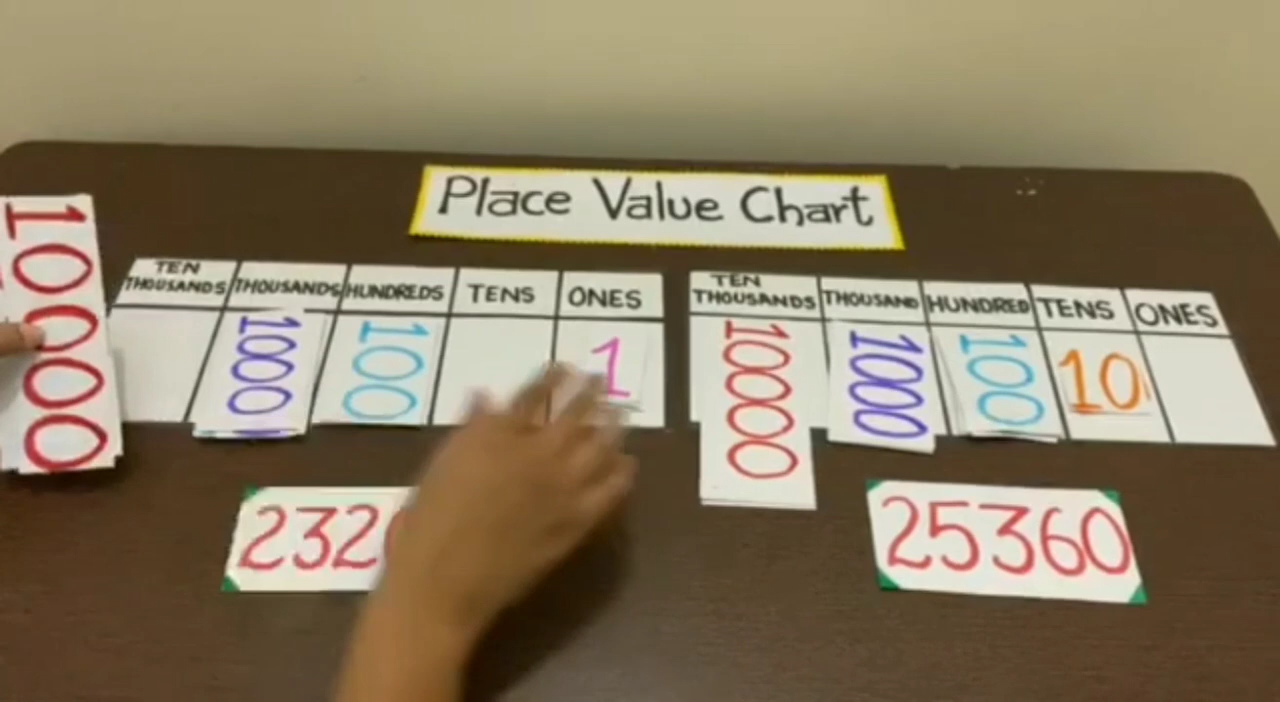 Place Value Chart
10000
TEN THOUSANDS THOUSANDS HUNDREDS TENS ONES
1000 100 1
232
TEN THOUSANDS THOUSAND HUNDRED TENS ONES
10000 1000 100 10
25360